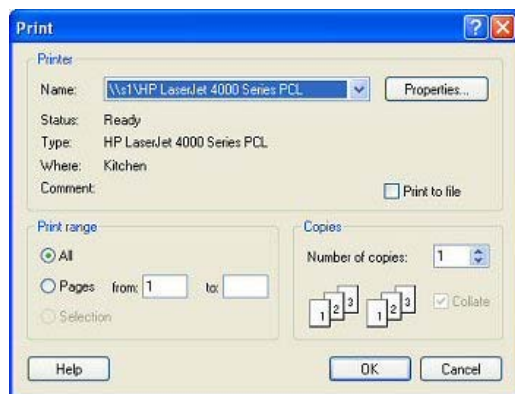 Print
Printer
Name: \\s1\HP LaserJet 4000 Series PCL Properties...
Status: Ready
Type: HP LaserJet 4000 Series PCL
Where: Kitchen
Comment: Print to file
Print range
All
Pages from: 1 to:
Selection
Copies
Number of copies: 1
1 2 3 1 2 3 Collate
Help OK Cancel